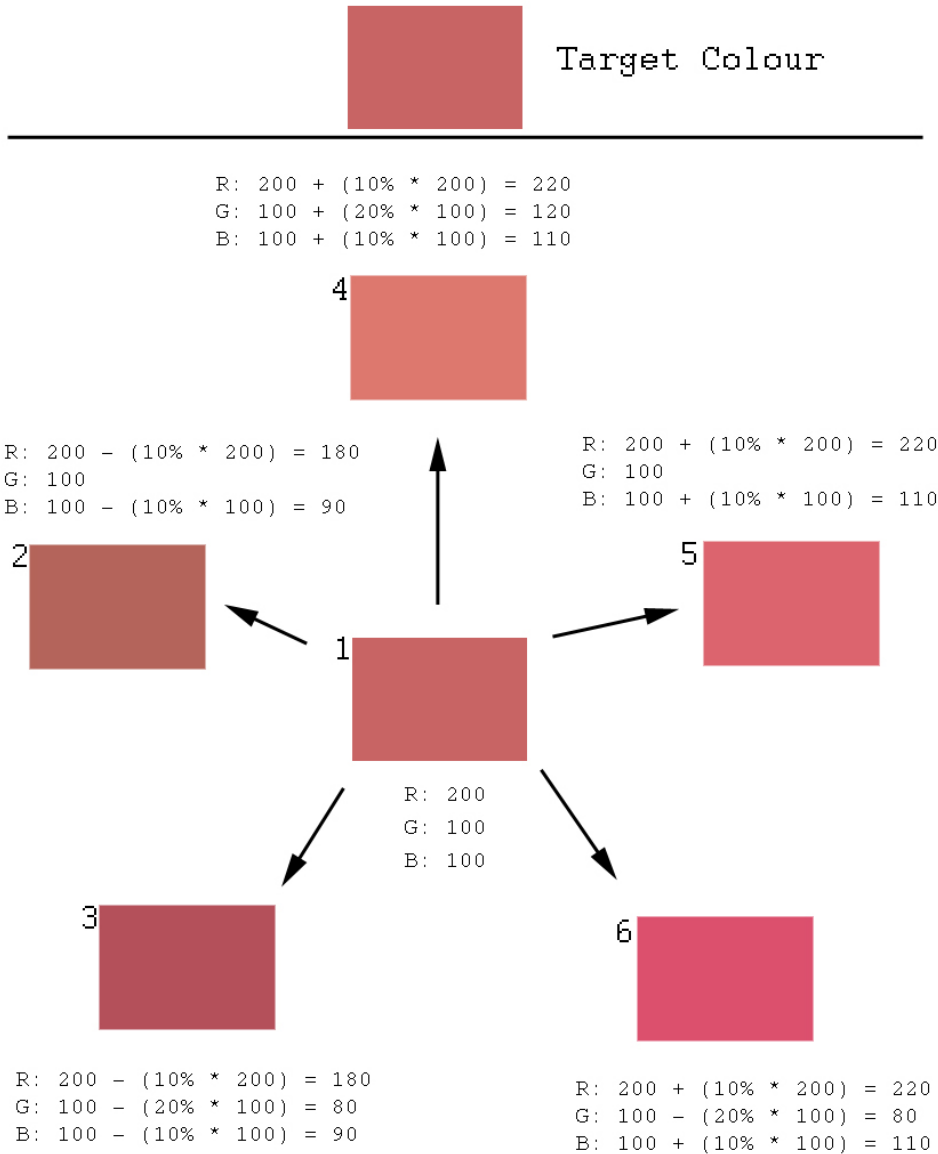 Target Colour
R: 200 + (10% * 200) = 220
G: 100 + (20% * 100) = 120
B: 100 + (10% * 100) = 110
4
R: 200 – (10% * 200) = 180
G: 100
B: 100 – (10% * 100) = 90
2
R: 200 + (10% * 200) = 220
G: 100
B: 100 + (10% * 100) = 110
5
1
R: 200
G: 100
B: 100
3
R: 200 – (10% * 200) = 180
G: 100 – (20% * 100) = 80
B: 100 – (10% * 100) = 90
6
R: 200 + (10% * 200) = 220
G: 100 – (20% * 100) = 80
B: 100 + (10% * 100) = 110